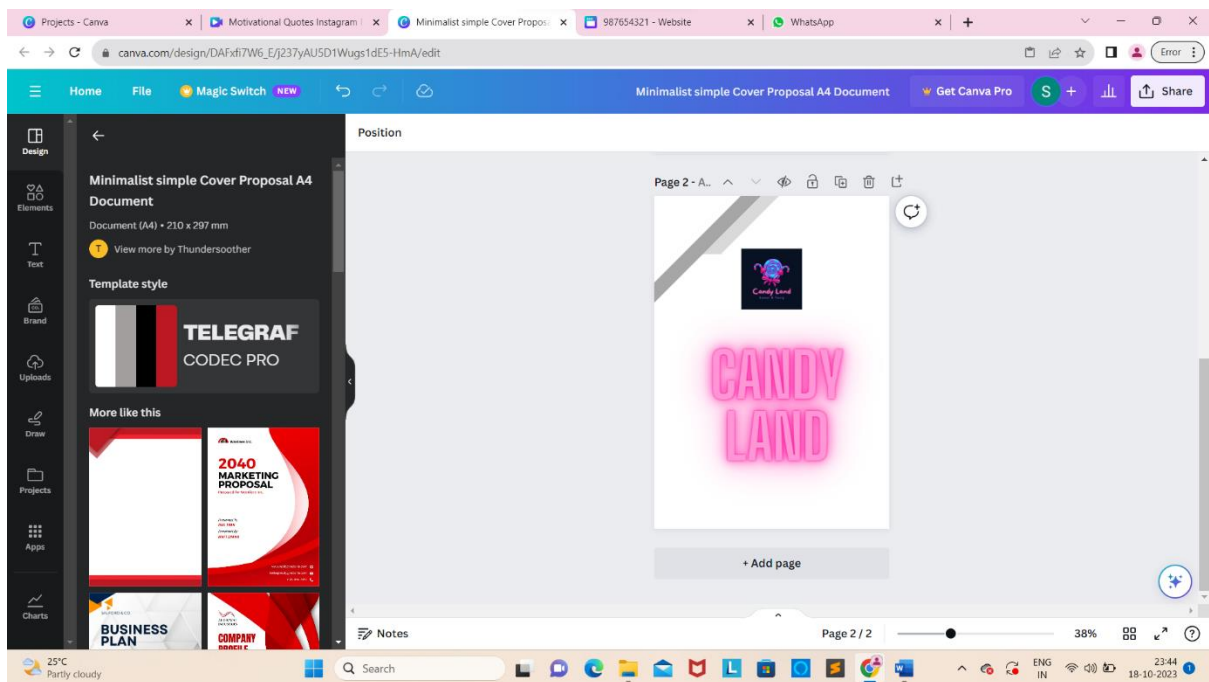 Projects - Canva
Motivational Quotes Instagram
Minimalist simple Cover Propos
987654321 - Website
WhatsApp
canva.com/design/DAFxfi7W6_E/j237yAU5D1Wugs1dE5-HmA/edit
Error
Home File Magic Switch NEW
Minimalist simple Cover Proposal A4 Document
Get Canva Pro
S
Share
Design
Elements
Text
Brand
Uploads
Draw
Projects
Apps
Charts
Minimalist simple Cover Proposal A4
Document
Document (A4) • 210 x 297 mm
T View more by Thundersoother
Template style
TELEGRAF
CODEC PRO
More like this
2040
MARKETING
PROPOSAL
BUSINESS
PLAN
COMPANY
PROFILE
Position
Page 2 - A..
Candy Land
CANDY
LAND
+ Add page
Notes
Page 2 / 2
38%
25°C
Partly cloudy
Search
ENG
IN
23:44
18-10-2023
1